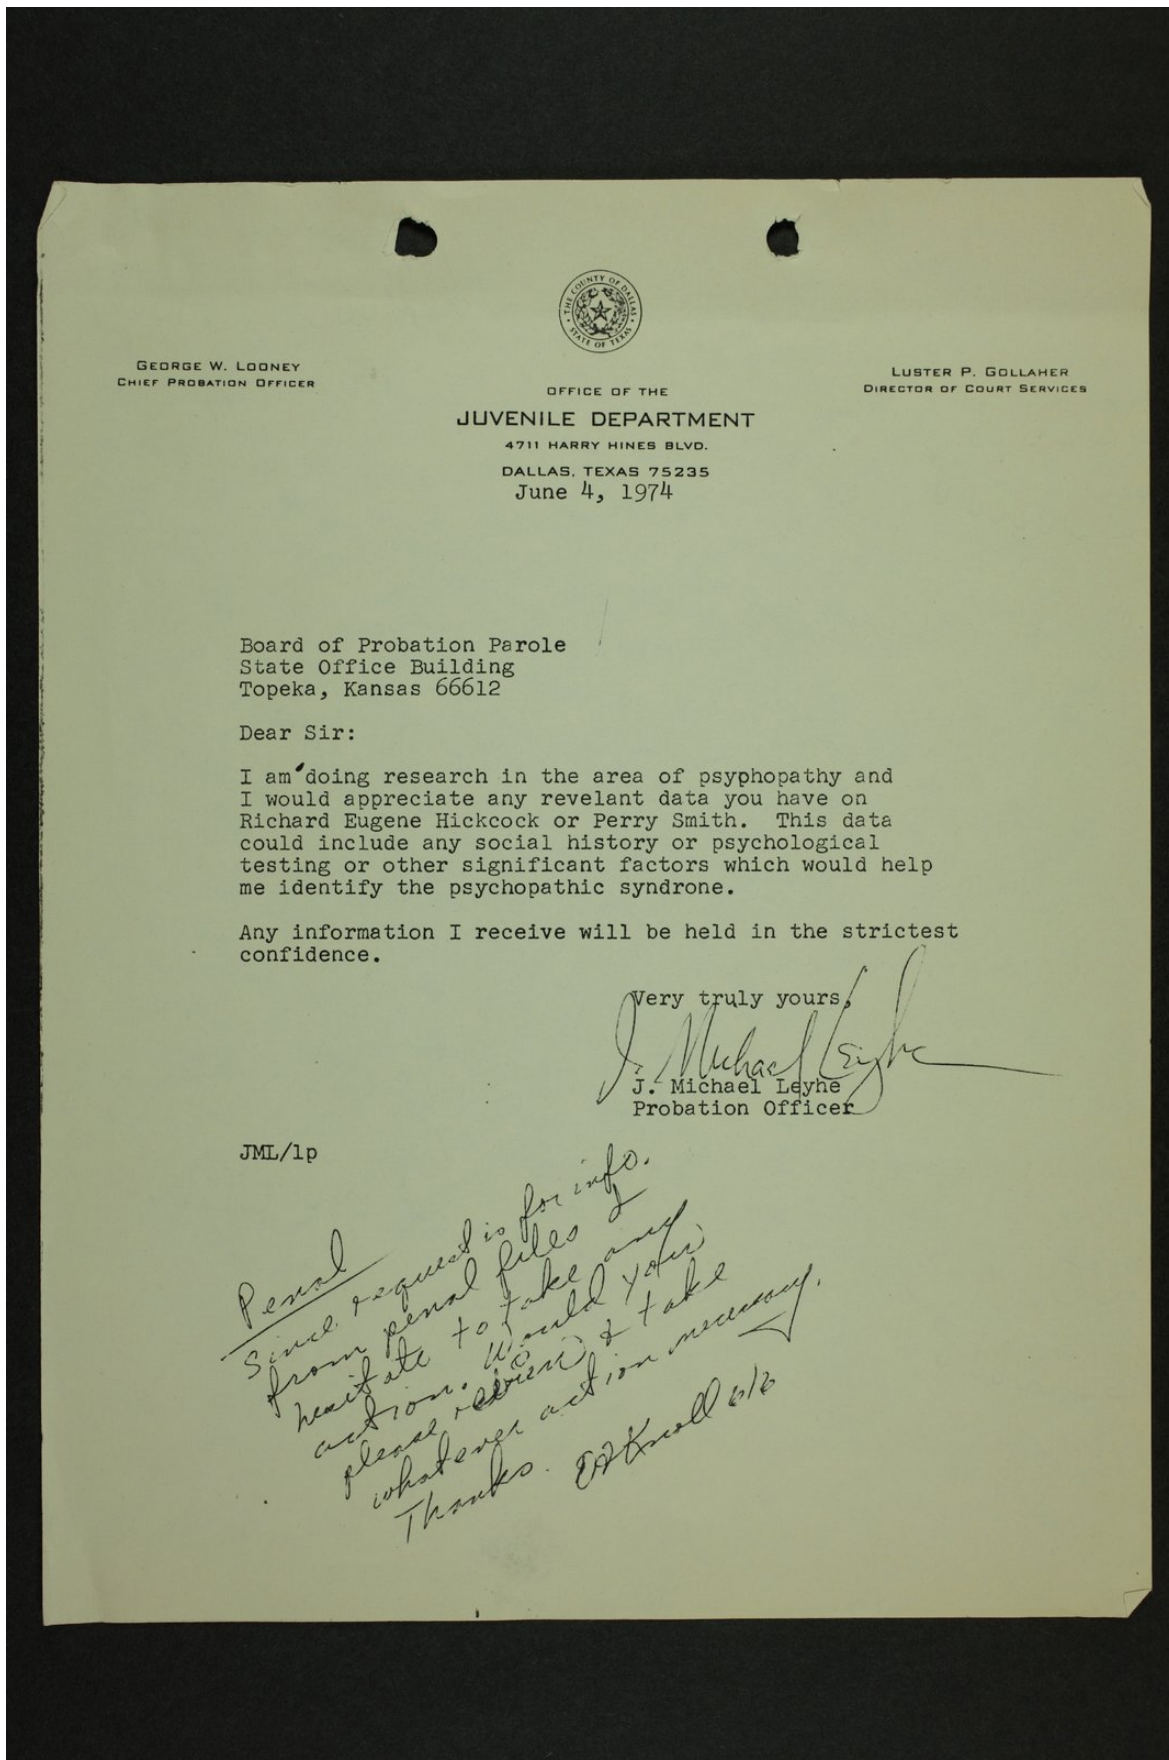 THE COUNTY OF DALLAS
STATE OF TEXAS
GEORGE W. LOONEY
CHIEF PROBATION OFFICER
LUSTER P. GOLLAHER
DIRECTOR OF COURT SERVICES
OFFICE OF THE
JUVENILE DEPARTMENT
4711 HARRY HINES BLVD.
DALLAS, TEXAS 75235
June 4, 1974
Board of Probation Parole
State Office Building
Topeka, Kansas 66612
Dear Sir:
I am doing research in the area of psyphopathy and
I would appreciate any revelant data you have on
Richard Eugene Hickcock or Perry Smith.  This data
could include any social history or psychological
testing or other significant factors which would help
me identify the psychopathic syndrone.
Any information I receive will be held in the strictest
confidence.
Very truly yours,
J. Michael Leyhe
J. Michael Leyhe
Probation Officer
JML/lp
Penal
Since request is for info.
from penal files I
hesitate to take any
action. Would you
please review & take
whatever action necessary.
Thanks. Knoll 6/6